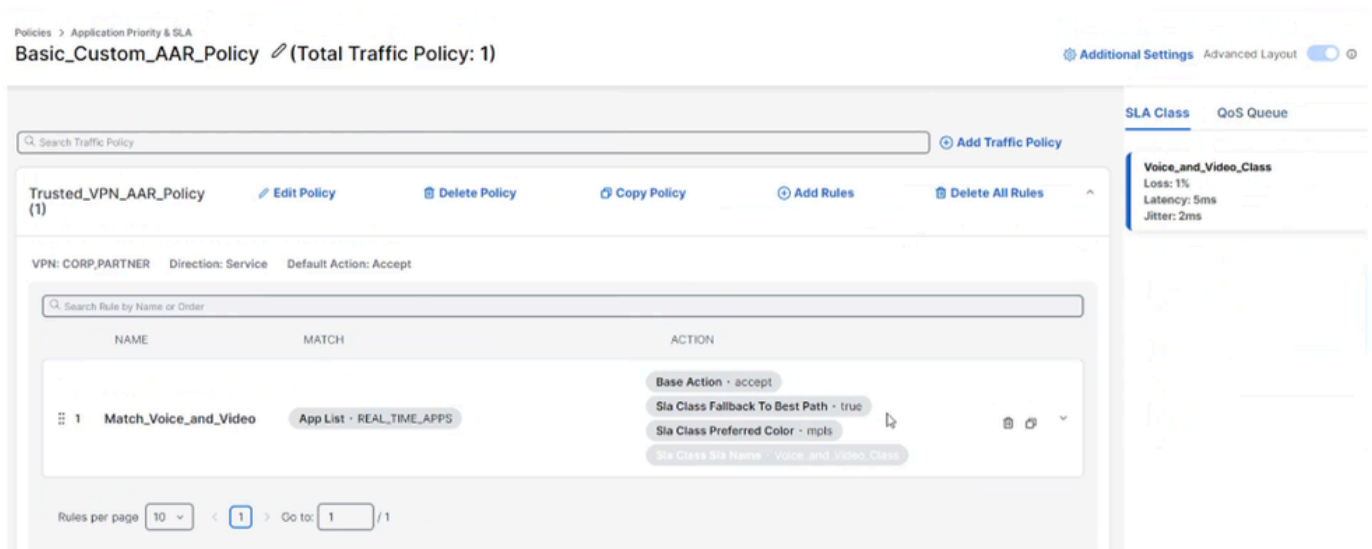 Policies > Application Priority & SLA
Basic_Custom_AAR_Policy (Total Traffic Policy: 1)
Additional Settings Advanced Layout
SLA Class QoS Queue
Search Traffic Policy
Add Traffic Policy
Voice_and_Video_Class
Loss: 1%
Latency: 5ms
Jitter: 2ms
Trusted_VPN_AAR_Policy
(1)
Edit Policy Delete Policy Copy Policy Add Rules Delete All Rules
VPN: CORP,PARTNER Direction: Service Default Action: Accept
Search Rule by Name or Order
NAME MATCH ACTION
1 Match_Voice_and_Video App List · REAL_TIME_APPS
Base Action · accept
Sla Class Fallback To Best Path · true
Sla Class Preferred Color · mpls
Sla Class Sla Name · Voice_and_Video_Class
Rules per page 10 < 1 > Go to: 1 / 1